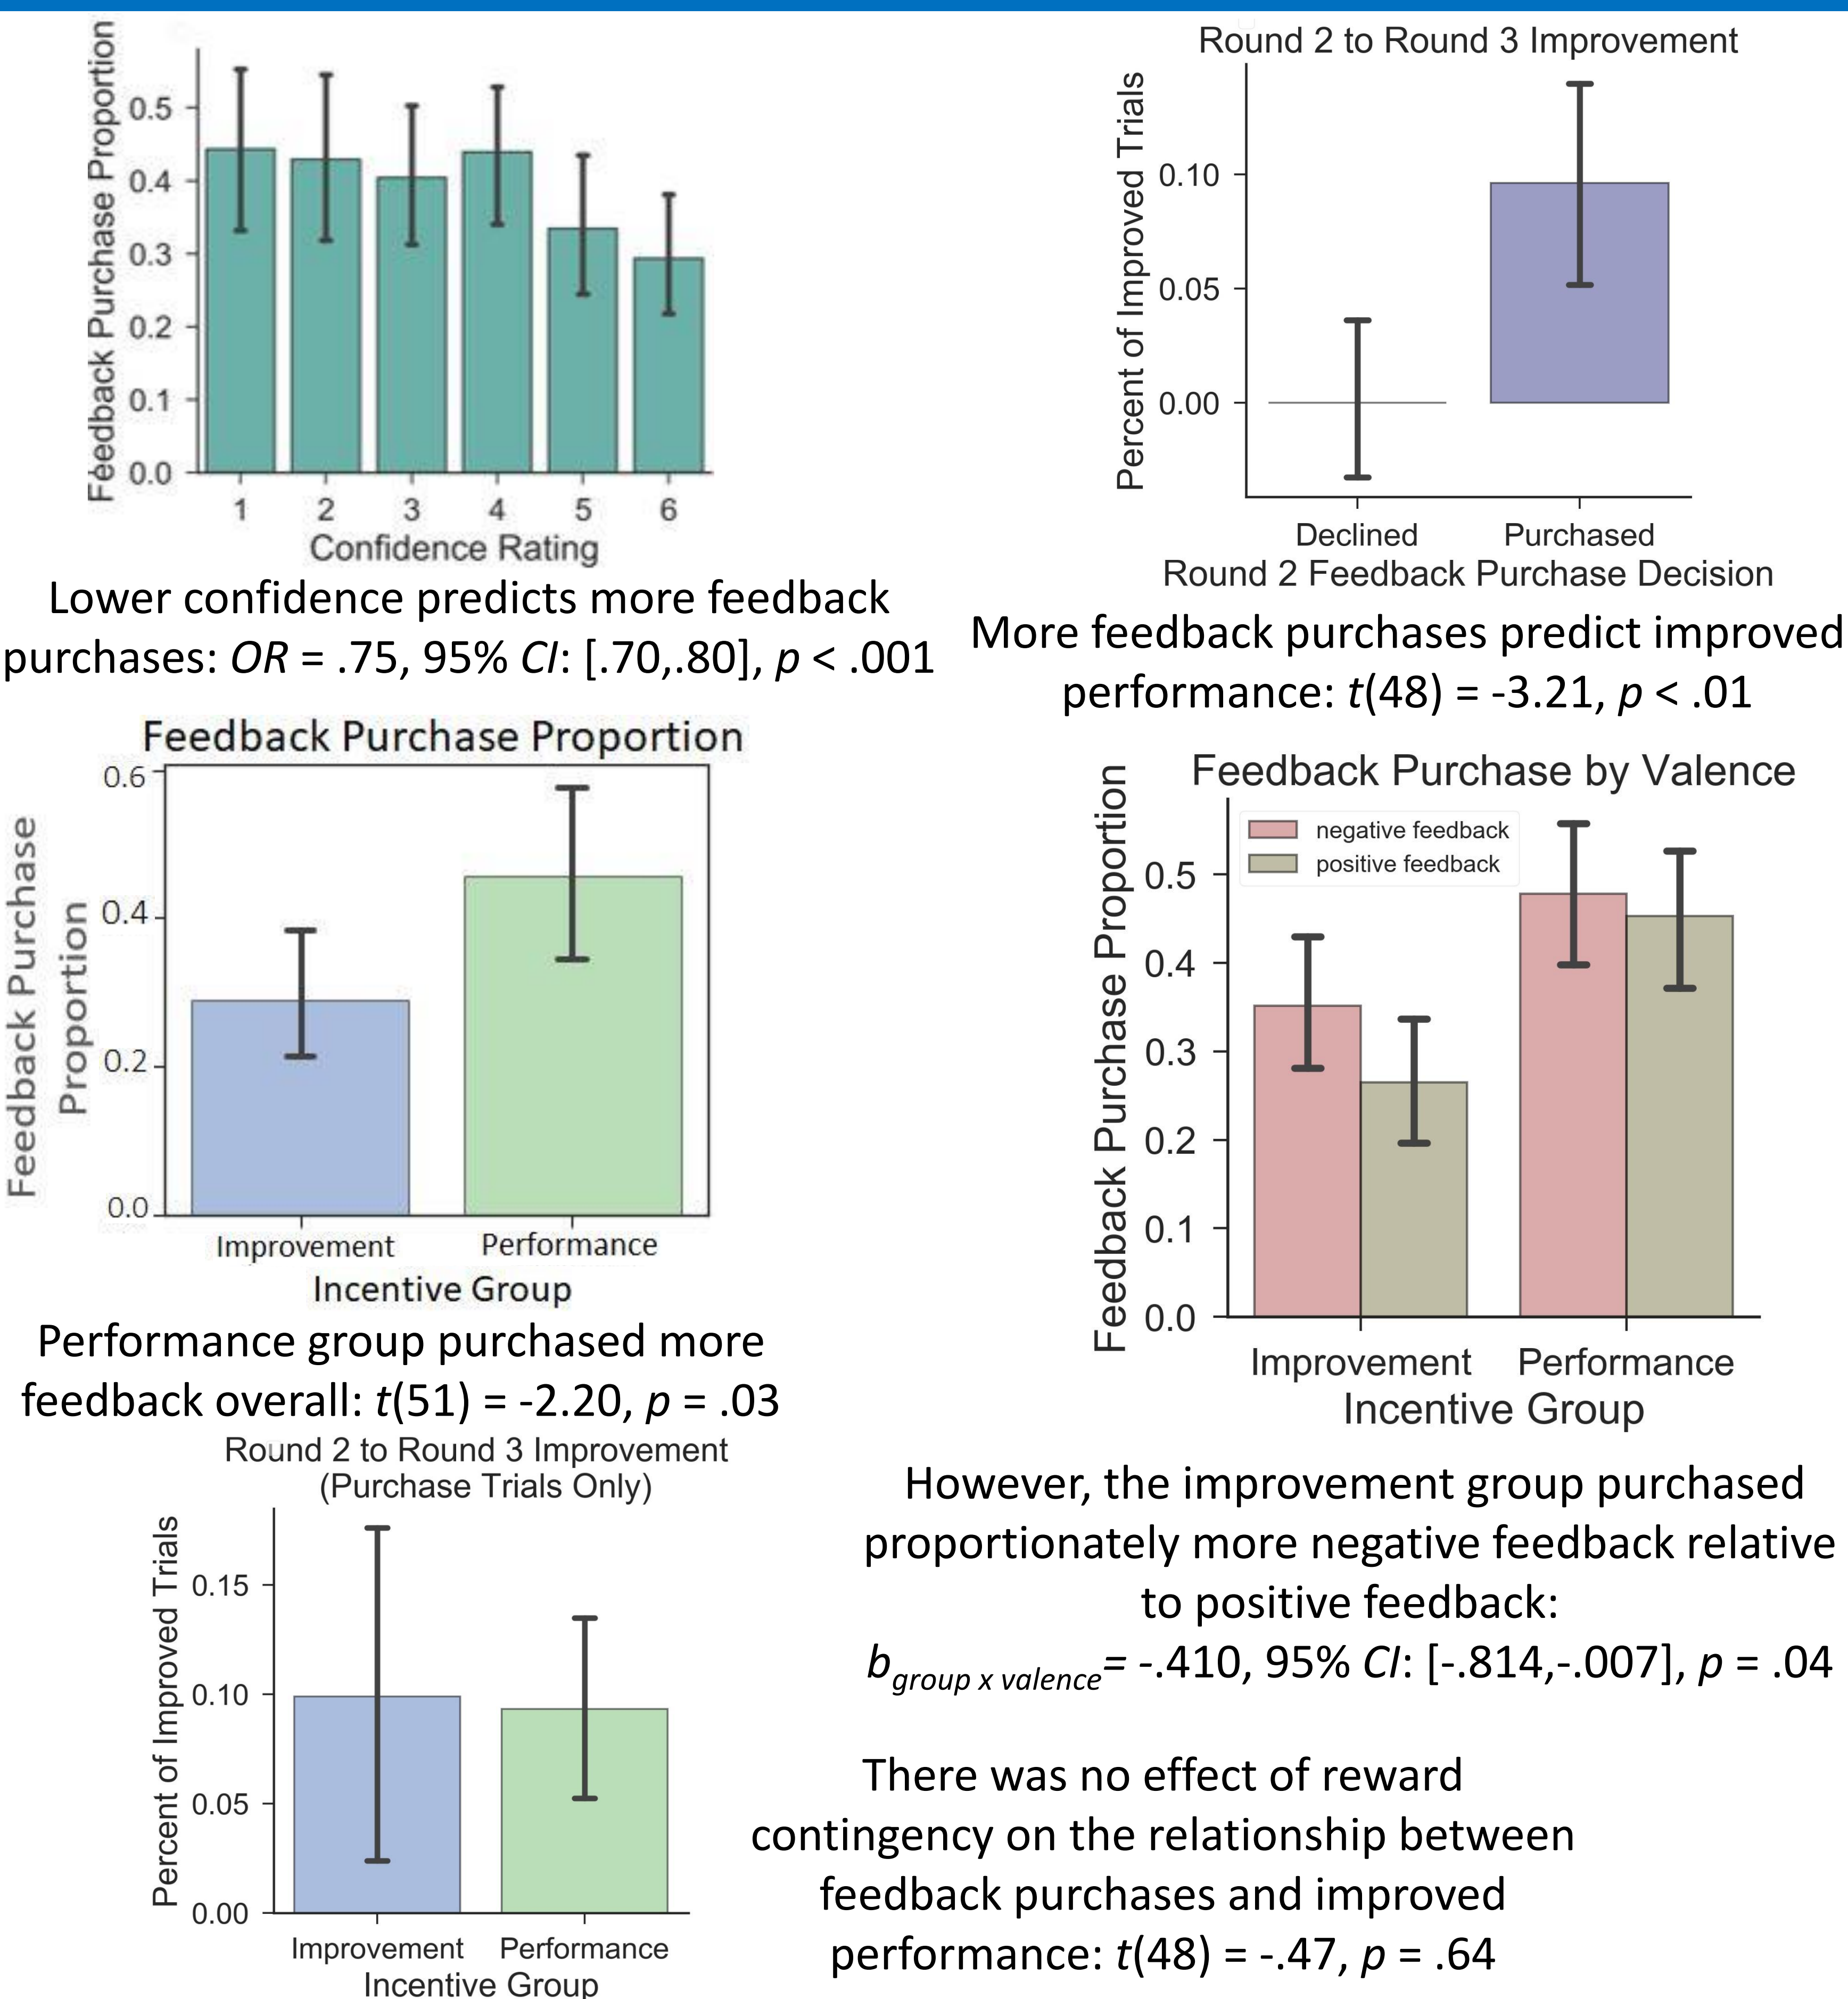 Feedback Purchase Proportion
0.5
0.4
0.3
0.2
0.1
0.0
1 2 3 4 5 6
Confidence Rating
Lower confidence predicts more feedback
purchases: OR = .75, 95% CI: [.70,.80], p < .001
Round 2 to Round 3 Improvement
Percent of Improved Trials
0.10
0.05
0.00
Declined Purchased
Round 2 Feedback Purchase Decision
More feedback purchases predict improved
performance: t(48) = -3.21, p < .01
Feedback Purchase Proportion
Feedback Purchase
Proportion
0.6
0.4
0.2
0.0
Improvement Performance
Incentive Group
Performance group purchased more
feedback overall: t(51) = -2.20, p = .03
Feedback Purchase by Valence
negative feedback
positive feedback
Feedback Purchase Proportion
0.5
0.4
0.3
0.2
0.1
0.0
Improvement Performance
Incentive Group
However, the improvement group purchased
proportionately more negative feedback relative
to positive feedback:
b group x valence = -.410, 95% CI: [-.814,-.007], p = .04
Round 2 to Round 3 Improvement
(Purchase Trials Only)
Percent of Improved Trials
0.15
0.10
0.05
0.00
Improvement Performance
Incentive Group
There was no effect of reward
contingency on the relationship between
feedback purchases and improved
performance: t(48) = -.47, p = .64